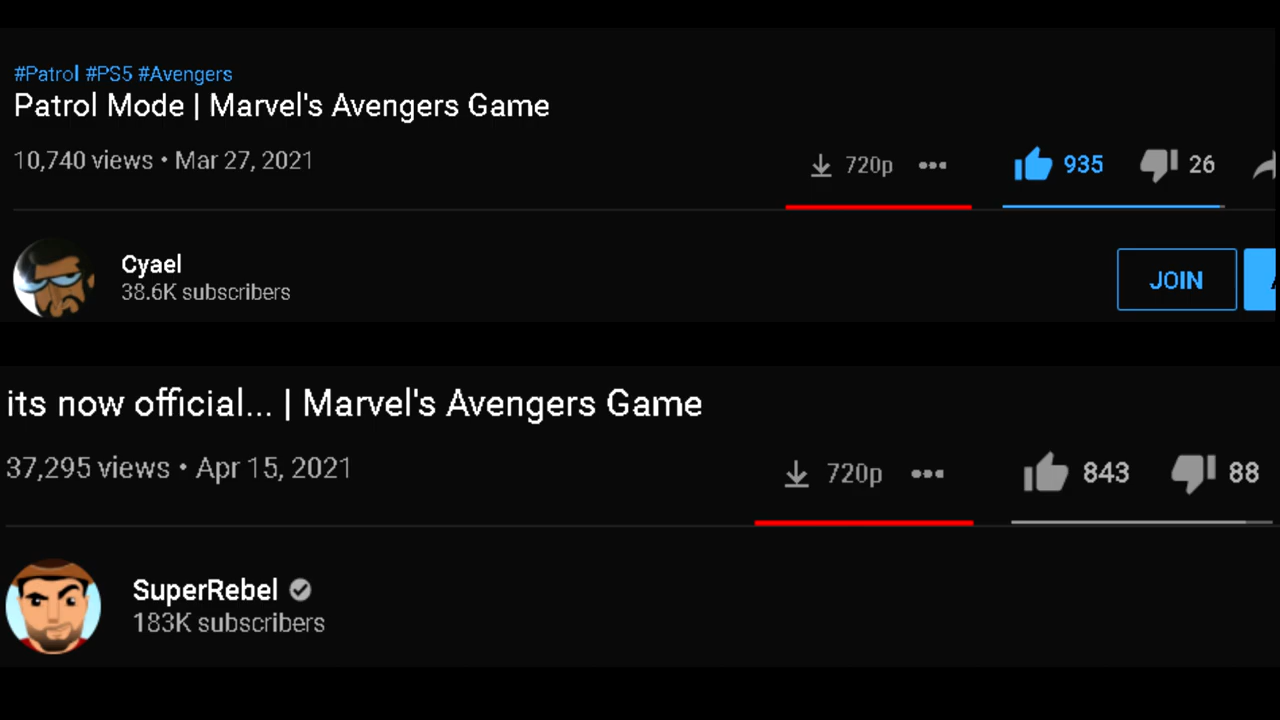 #Patrol #PS5 #Avengers
Patrol Mode | Marvel's Avengers Game
10,740 views • Mar 27, 2021
720p ••• 935 26
Cyael
38.6K subscribers
JOIN
its now official... | Marvel's Avengers Game
37,295 views • Apr 15, 2021
720p ••• 843 88
SuperRebel
183K subscribers